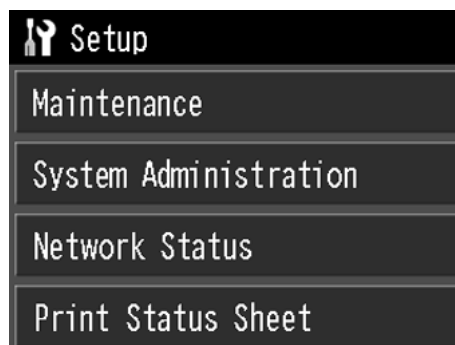 Setup
Maintenance
System Administration
Network Status
Print Status Sheet